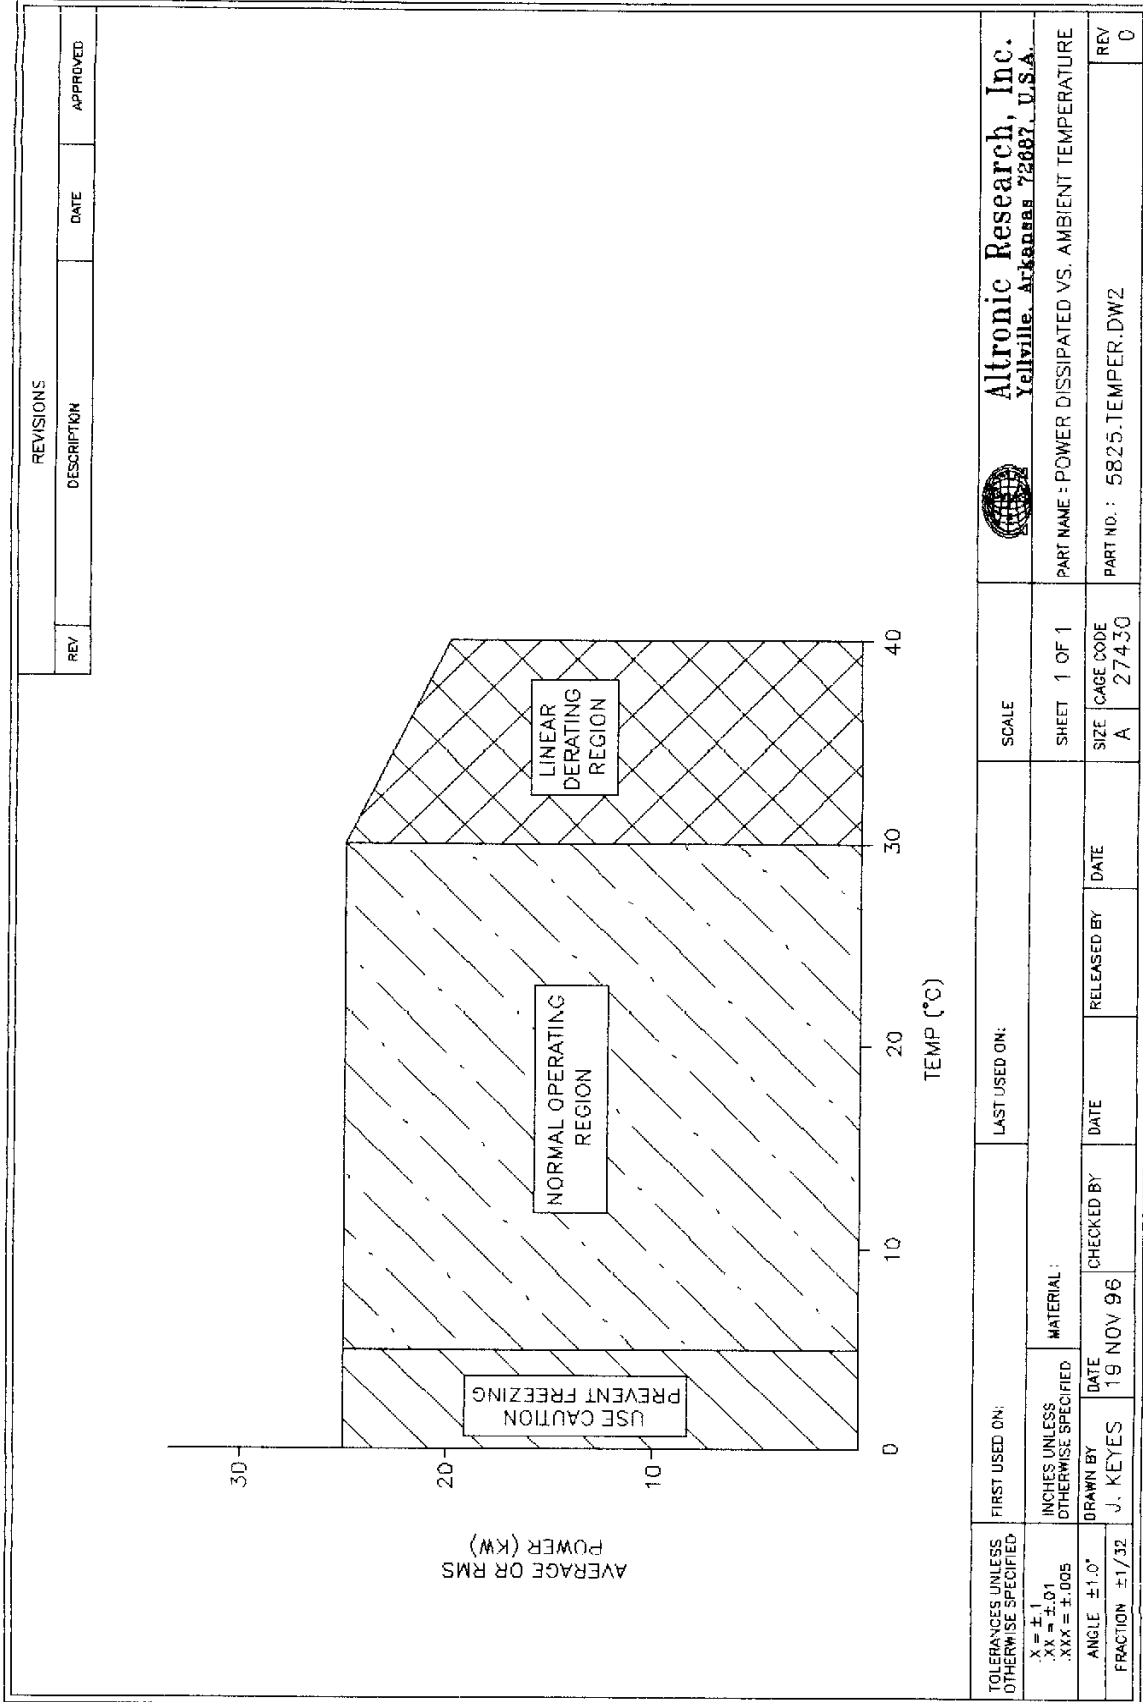 REVISIONS
REV
DESCRIPTION
DATE
APPROVED
AVERAGE OR RMS
POWER (KW)
30
20
10
USE CAUTION
PREVENT FREEZING
NORMAL OPERATING
REGION
LINEAR
DERATING
REGION
0
10
20
30
40
TEMP (°C)
TOLERANCES UNLESS
OTHERWISE SPECIFIED
.X = ±.1
.XX = ±.01
.XXX = ±.005
ANGLE ±1.0°
FRACTION ±1/32
FIRST USED ON:
LAST USED ON:
SCALE
INCHES UNLESS
OTHERWISE SPECIFIED
MATERIAL :
SHEET 1 OF 1
DRAWN BY
J. KEYES
DATE
19 NOV 96
CHECKED BY
DATE
RELEASED BY
DATE
SIZE
A
CAGE CODE
27430
Altronic Research, Inc.
Yellville, Arkansas 72687, U.S.A.
PART NAME : POWER DISSIPATED VS. AMBIENT TEMPERATURE
PART NO. : 5825.TEMPER.DW2
REV
0